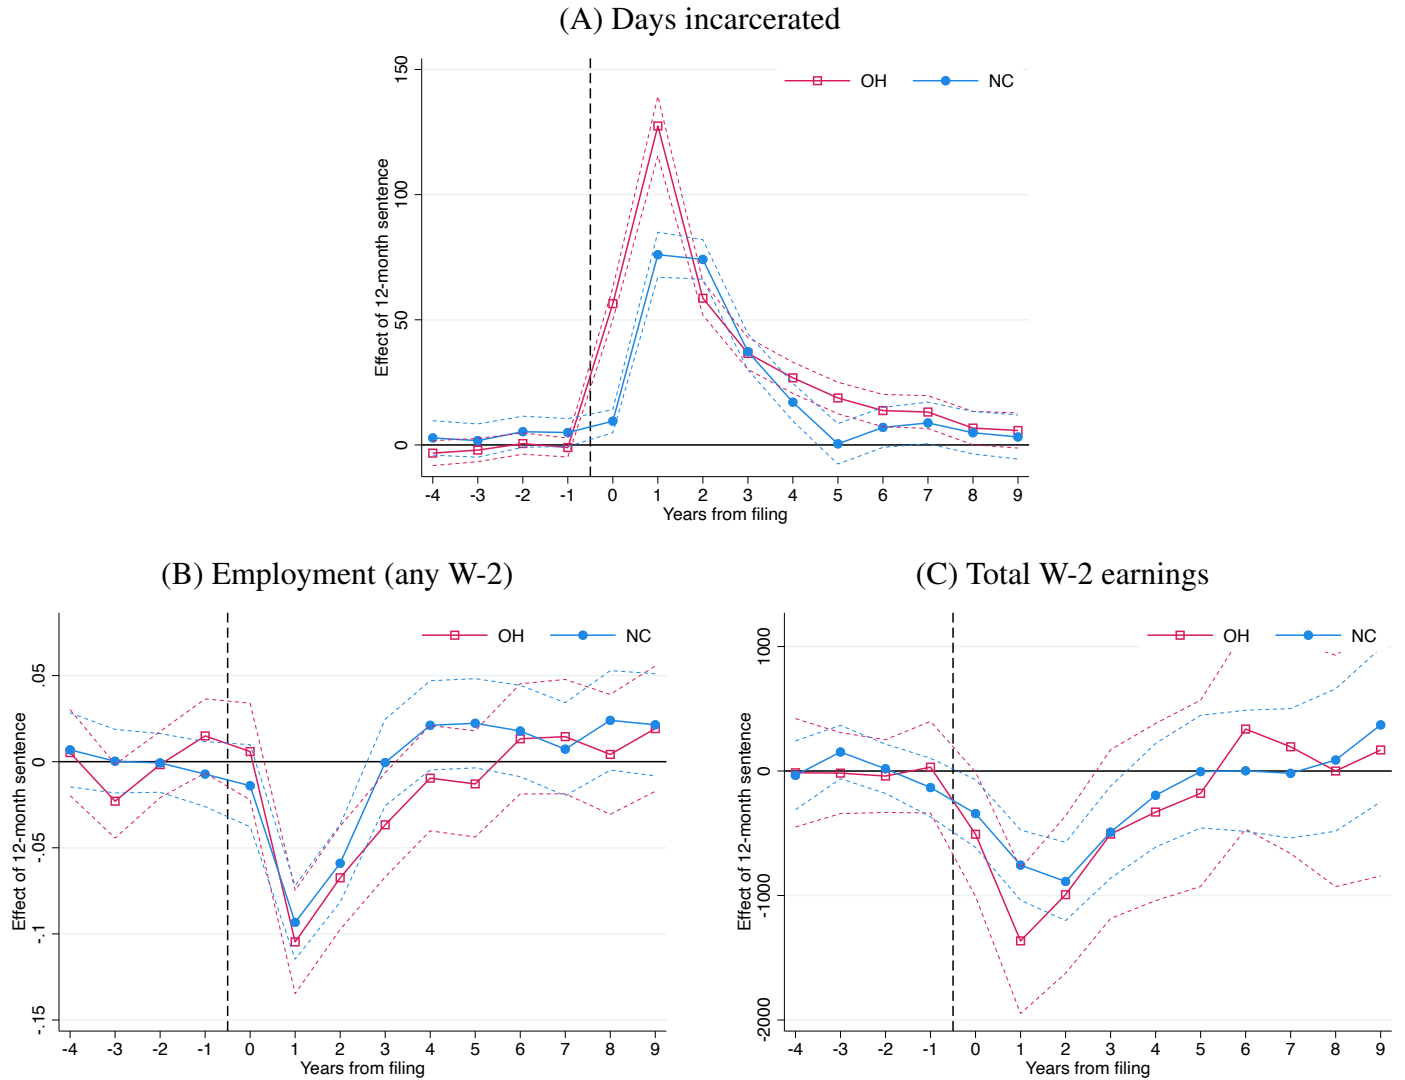 (A) Days incarcerated
OH NC
Effect of 12-month sentence
150
100
50
0
-4 -3 -2 -1 0 1 2 3 4 5 6 7 8 9
Years from filing
(B) Employment (any W-2)
OH NC
Effect of 12-month sentence
.05
0
-.05
-.1
-.15
-4 -3 -2 -1 0 1 2 3 4 5 6 7 8 9
Years from filing
(C) Total W-2 earnings
OH NC
Effect of 12-month sentence
1000
0
-1000
-2000
-4 -3 -2 -1 0 1 2 3 4 5 6 7 8 9
Years from filing